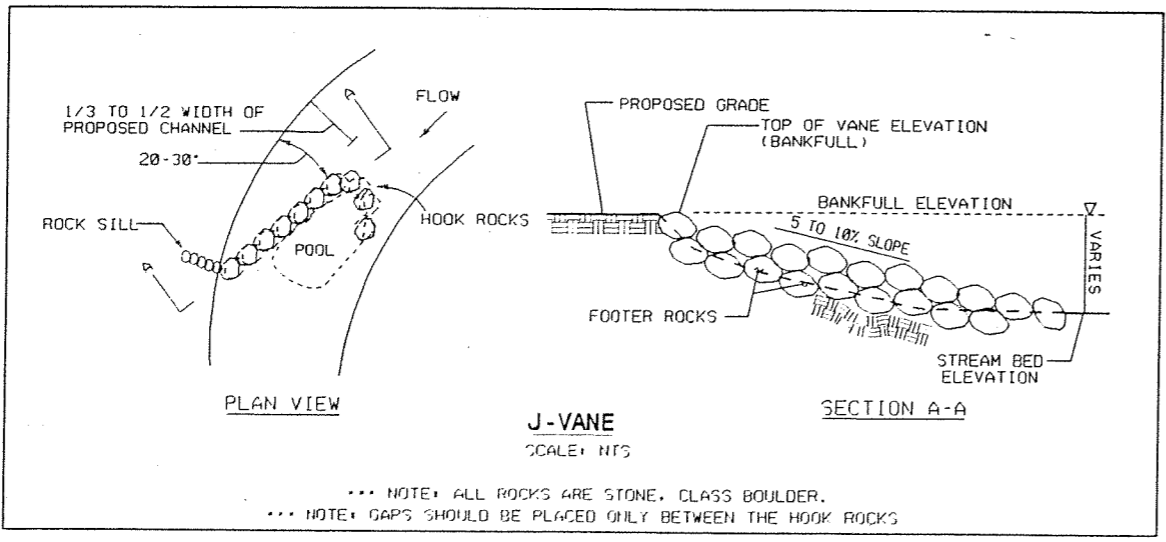 1/3 TO 1/2 WIDTH OF
PROPOSED CHANNEL
20-30°
A
FLOW
ROCK SILL
HOOK ROCKS
POOL
A
PLAN VIEW
PROPOSED GRADE
TOP OF VANE ELEVATION
(BANKFULL)
BANKFULL ELEVATION
5 TO 10% SLOPE
VARIES
FOOTER ROCKS
STREAM BED
ELEVATION
SECTION A-A
J-VANE
SCALE: NTS
*** NOTE: ALL ROCKS ARE STONE, CLASS BOULDER.
*** NOTE: GAPS SHOULD BE PLACED ONLY BETWEEN THE HOOK ROCKS